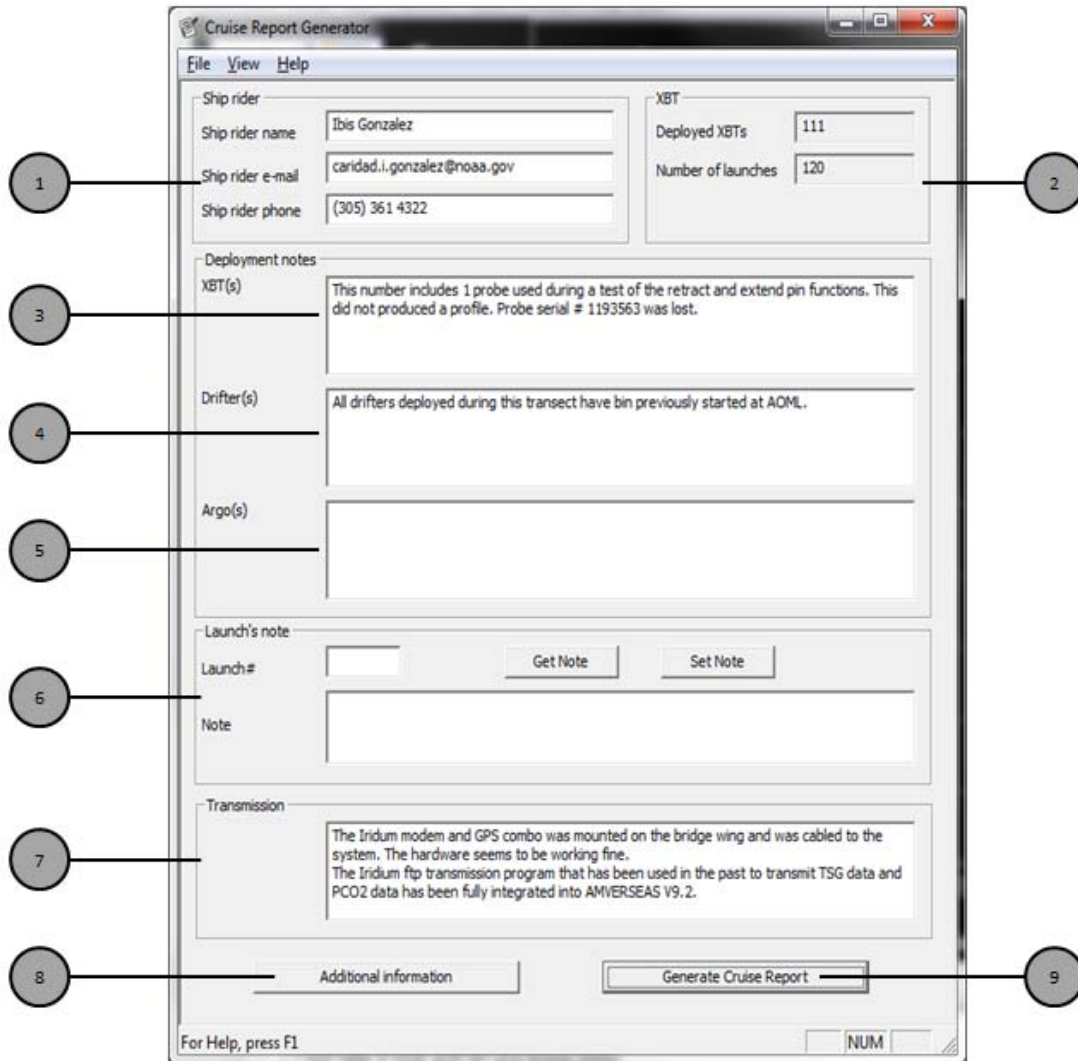 Cruise Report Generator
File View Help
Ship rider
Ship rider name
Ibis Gonzalez
Ship rider e-mail
caridad.i.gonzalez@noaa.gov
Ship rider phone
(305) 361 4322
XBT
Deployed XBTs
111
Number of launches
120
1
2
Deployment notes
XBT(s)
This number includes 1 probe used during a test of the retract and extend pin functions. This
did not produced a profile. Probe serial # 1193563 was lost.
3
Drifter(s)
All drifters deployed during this transect have bin previously started at AOML.
4
Argo(s)
5
Launch's note
Launch#
Get Note
Set Note
6
Note
Transmission
The Iridum modem and GPS combo was mounted on the bridge wing and was cabled to the
system. The hardware seems to be working fine.
The Iridium ftp transmission program that has been used in the past to transmit TSG data and
PCO2 data has been fully integrated into AMVERSEAS V9.2.
7
8
Additional information
Generate Cruise Report
9
For Help, press F1
NUM